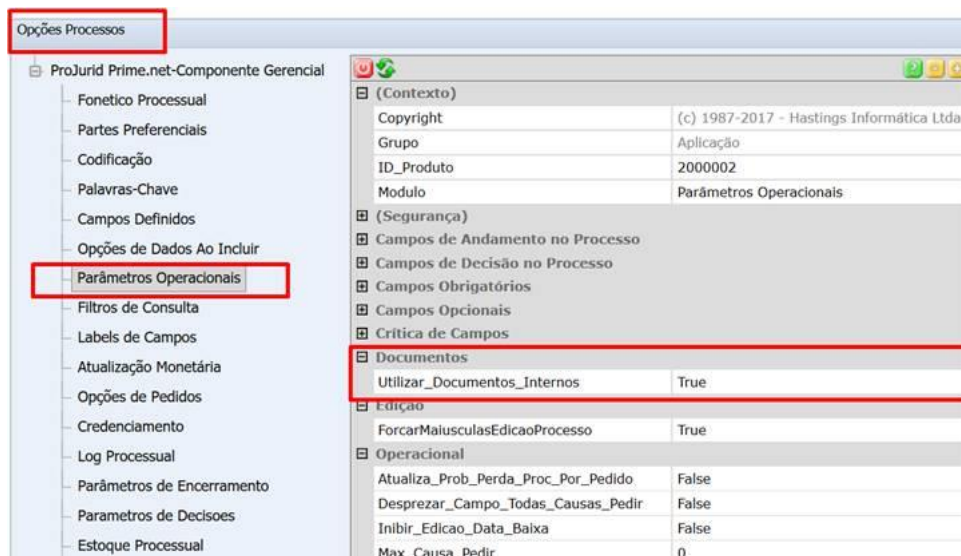 Opções Processos
ProJurid Prime.net-Componente Gerencial
Fonetico Processual
Partes Preferenciais
Codificação
Palavras-Chave
Campos Definidos
Opções de Dados Ao Incluir
Parâmetros Operacionais
Filtros de Consulta
Labels de Campos
Atualização Monetária
Opções de Pedidos
Credenciamento
Log Processual
Parâmetros de Encerramento
Parametros de Decisoes
Estoque Processual
(Contexto)
Copyright (c) 1987-2017 - Hastings Informática Ltda
Grupo Aplicação
ID_Produto 2000002
Modulo Parâmetros Operacionais
(Segurança)
Campos de Andamento no Processo
Campos de Decisão no Processo
Campos Obrigatórios
Campos Opcionais
Crítica de Campos
Documentos
Utilizar_Documentos_Internos True
Edição
ForcarMaiusculasEdicaoProcesso True
Operacional
Atualiza_Prob_Perda_Proc_Por_Pedido False
Desprezar_Campo_Todas_Causas_Pedir False
Inibir_Edicao_Data_Baixa False
Max_Causa_Pedir 0